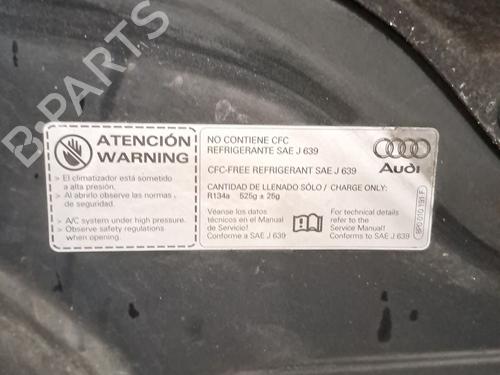 B-PARTS
ATENCIÓN
WARNING
> El climatizador está sometido
a alta presión.
> Al abrirlo observe las normas
de seguridad.
> A/C system under high pressure.
> Observe safety regulations
when opening.
NO CONTIENE CFC
REFRIGERANTE SAE J 639
CFC-FREE REFRIGERANT SAE J 639
CANTIDAD DE LLENADO SÓLO / CHARGE ONLY:
R134a 525g ± 25g
Véanse los datos
técnicos en el Manual
de Servicio!
Conforme a SAE J 639
For technical details
refer to the
Service Manual!
Conforms to SAE J 639
Audi
8P0 010 191 F